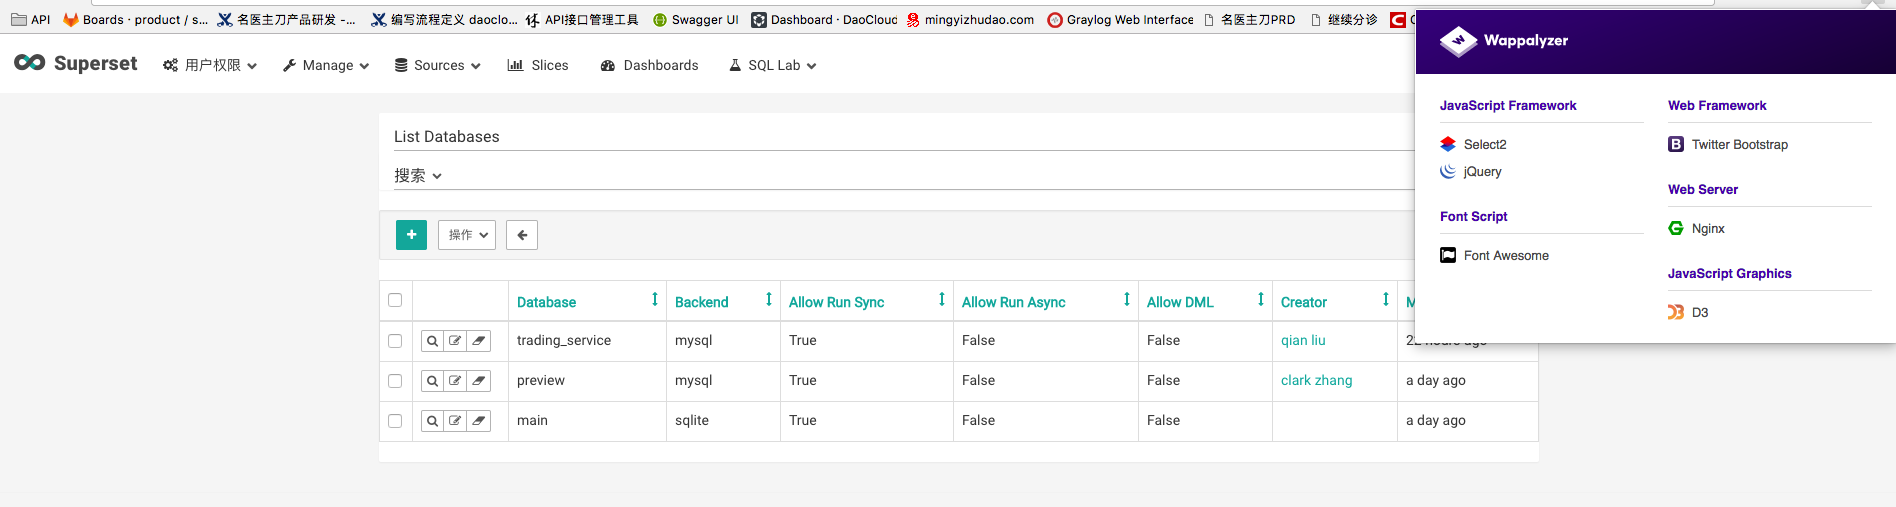 API Boards · product / s... 名医主刀产品研发 -... 编写流程定义 daoclo... API接口管理工具 Swagger UI Dashboard · DaoCloud mingyizhudao.com Graylog Web Interface 名医主刀PRD 继续分诊
Wappalyzer
Superset 用户权限 Manage Sources Slices Dashboards SQL Lab
JavaScript Framework Web Framework
Select2 Twitter Bootstrap
jQuery
Web Server
Font Script
Nginx
Font Awesome
JavaScript Graphics
D3
List Databases
搜索
操作
Database Backend Allow Run Sync Allow Run Async Allow DML Creator M
trading_service mysql True False False qian liu 22 hours ago
preview mysql True False False clark zhang a day ago
main sqlite True False False a day ago